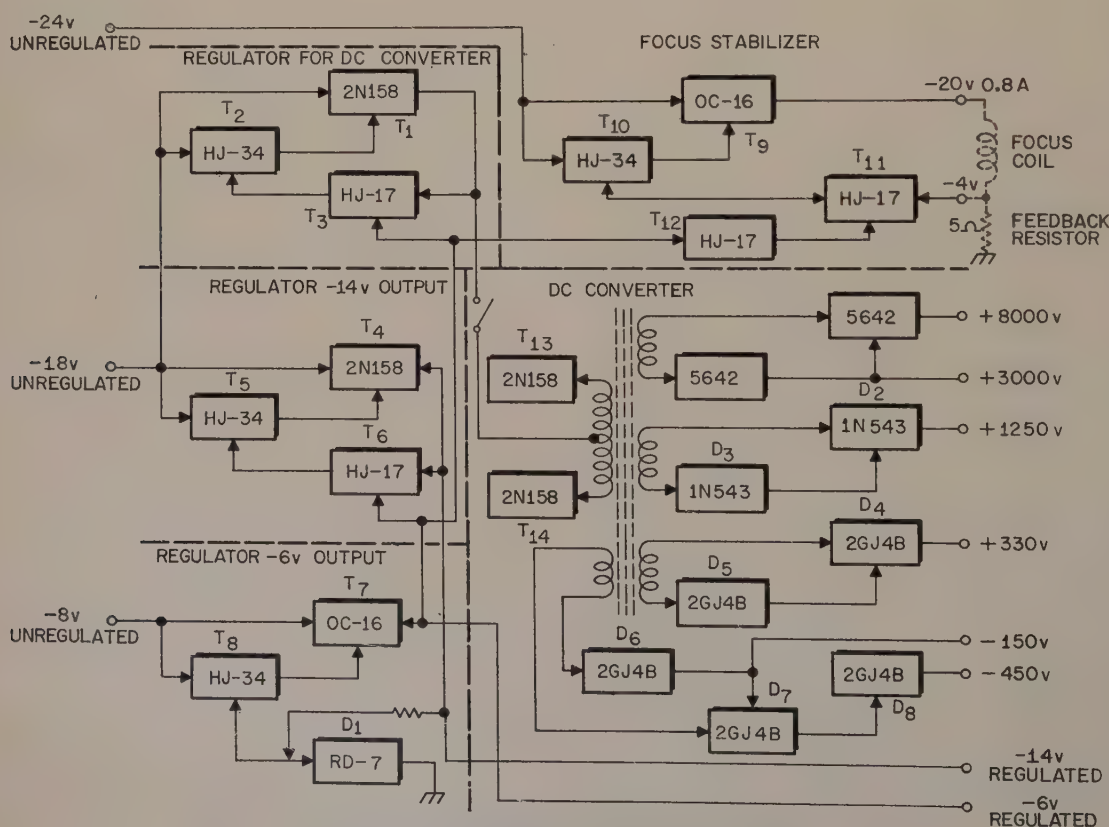 -24v
UNREGULATED
FOCUS STABILIZER
REGULATOR FOR DC CONVERTER
2N158
T1
T2
HJ-34
HJ-17
T3
OC-16
T9
T10
HJ-34
T11
HJ-17
T12
HJ-17
-20v 0.8A
FOCUS
COIL
-4v
5Ω
FEEDBACK
RESISTOR
REGULATOR -14v OUTPUT
-18v
UNREGULATED
T4
2N158
T5
HJ-34
T6
HJ-17
REGULATOR -6v OUTPUT
-8v
UNREGULATED
T7
OC-16
T8
HJ-34
D1
RD-7
DC CONVERTER
T13
2N158
2N158
T14
5642
+8000v
5642
+3000v
D2
1N543
+1250v
D3
1N543
D4
2GJ4B
+330v
D5
2GJ4B
D6
2GJ4B
-150v
2GJ4B
-450v
D7
D8
2GJ4B
-14v
REGULATED
-6v
REGULATED